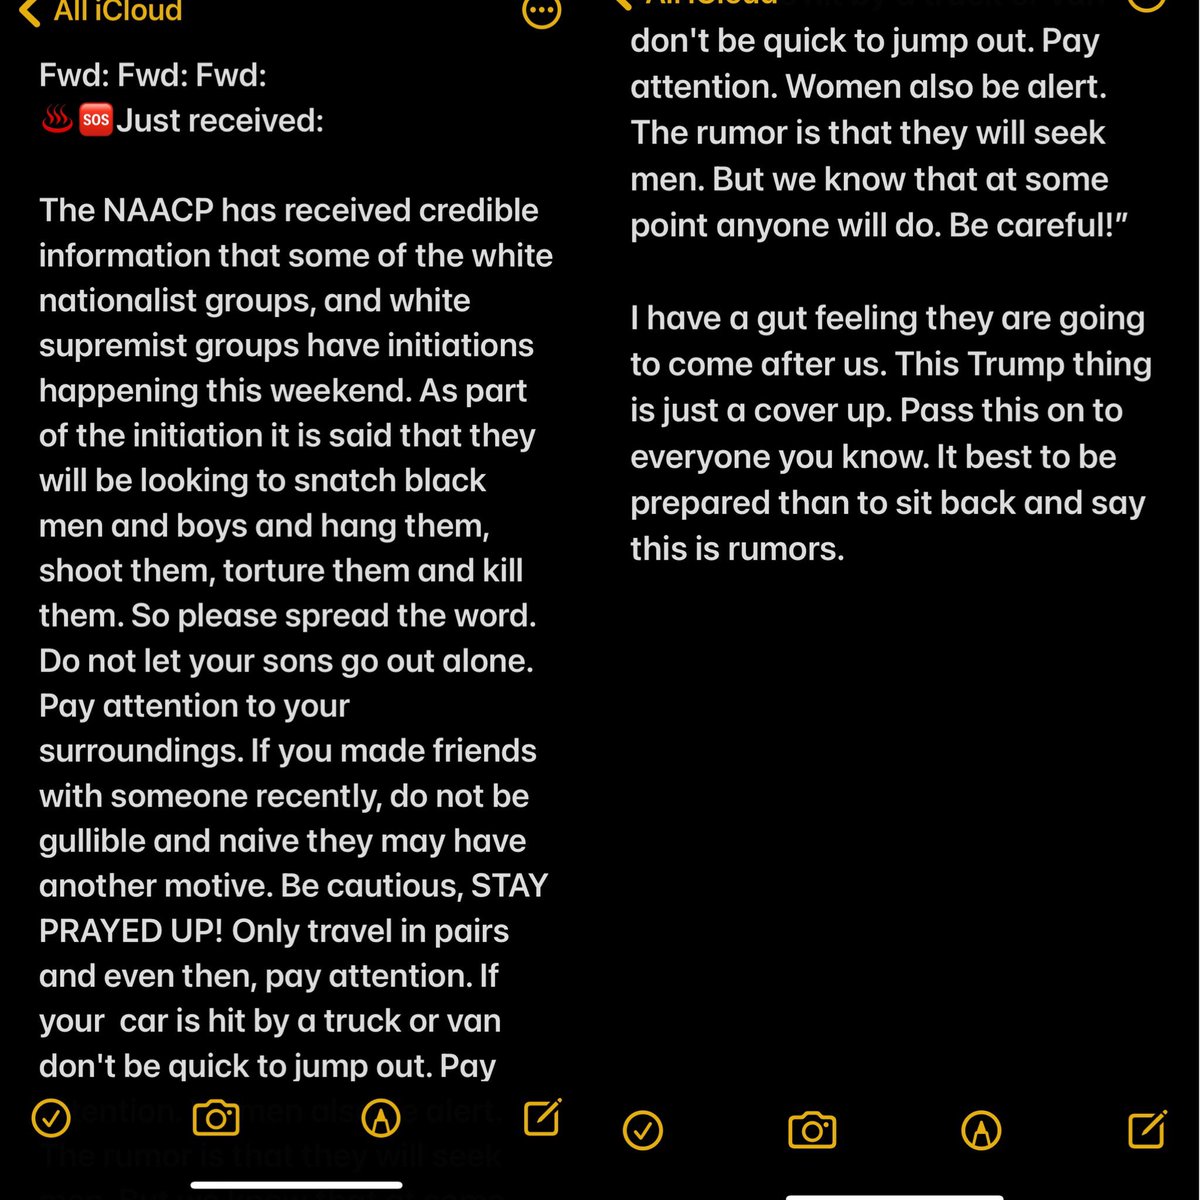 All iCloud
Fwd: Fwd: Fwd:
♨️🆘Just received:
The NAACP has received credible
information that some of the white
nationalist groups, and white
supremist groups have initiations
happening this weekend. As part
of the initiation it is said that they
will be looking to snatch black
men and boys and hang them,
shoot them, torture them and kill
them. So please spread the word.
Do not let your sons go out alone.
Pay attention to your
surroundings. If you made friends
with someone recently, do not be
gullible and naive they may have
another motive. Be cautious, STAY
PRAYED UP! Only travel in pairs
and even then, pay attention. If
your  car is hit by a truck or van
don't be quick to jump out. Pay
The rumor is that they will seek
All iCloud
don't be quick to jump out. Pay
attention. Women also be alert.
The rumor is that they will seek
men. But we know that at some
point anyone will do. Be careful!”
I have a gut feeling they are going
to come after us. This Trump thing
is just a cover up. Pass this on to
everyone you know. It best to be
prepared than to sit back and say
this is rumors.